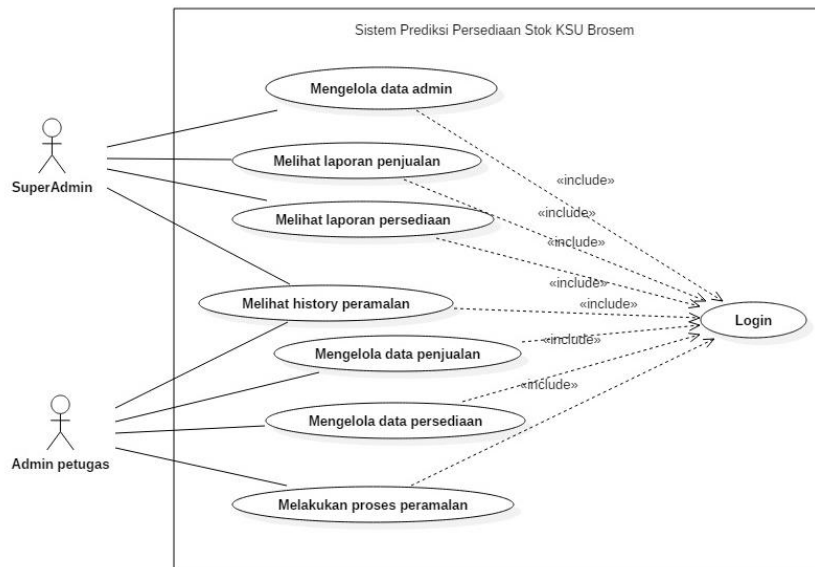 Sistem Prediksi Persediaan Stok KSU Brosem
Mengelola data admin
Melihat laporan penjualan
SuperAdmin
«include»
Melihat laporan persediaan
«include»
«include»
«include»
Melihat history peramalan
«include»
Login
Mengelola data penjualan
«include»
«include»
Mengelola data persediaan
Admin petugas
Melakukan proses peramalan